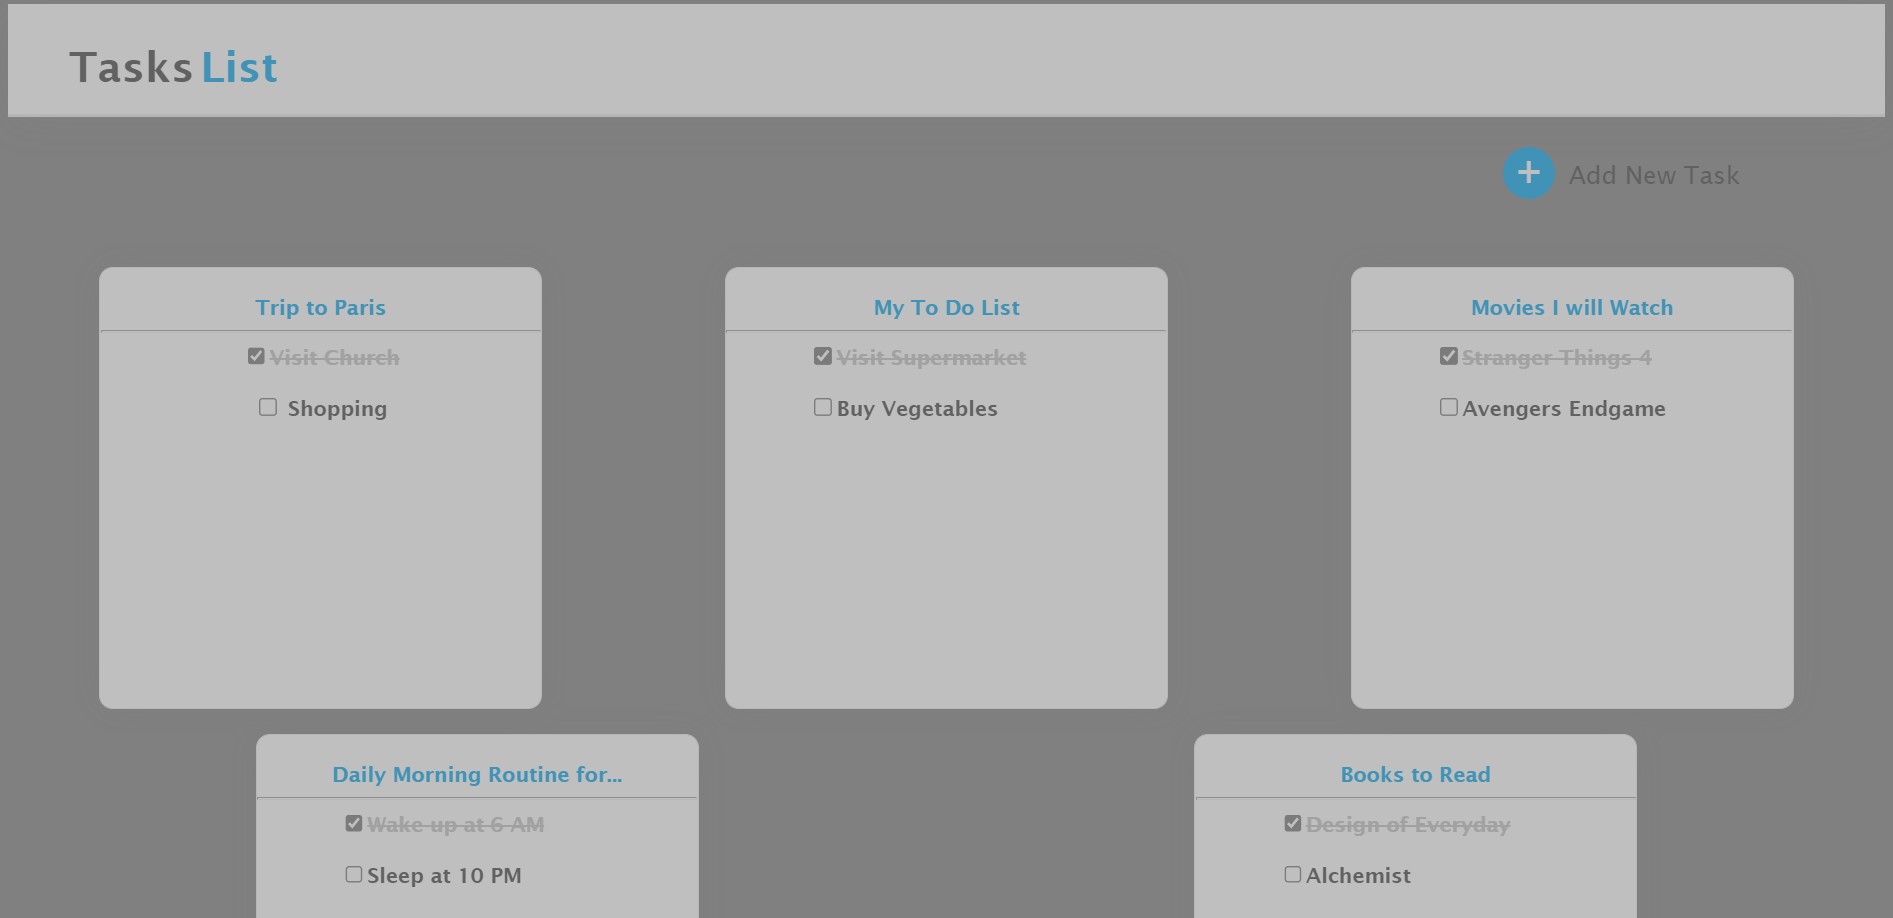 Tasks List
Add New Task
Trip to Paris
Visit Church
Shopping
My To Do List
Visit Supermarket
Buy Vegetables
Movies I will Watch
Stranger Things 4
Avengers Endgame
Daily Morning Routine for...
Wake up at 6 AM
Sleep at 10 PM
Books to Read
Design of Everyday
Alchemist